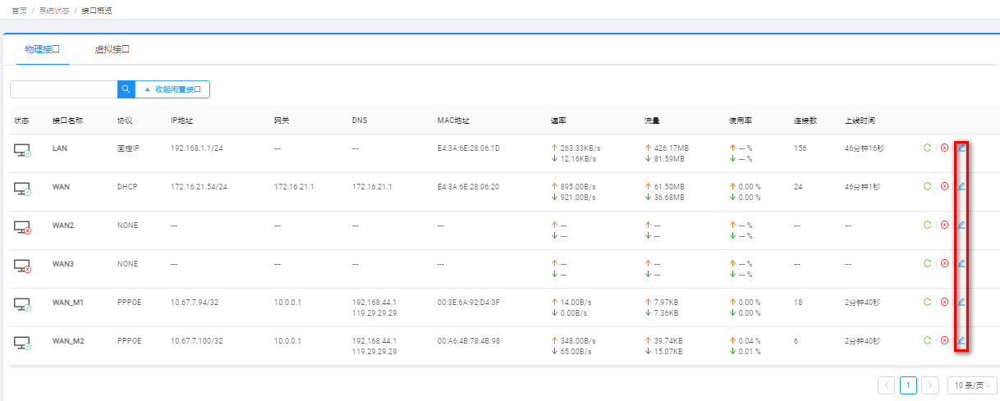 首页 / 系统状态 / 接口概览
物理接口 虚拟接口
收起闲置接口
状态 接口名称 协议 IP地址 网关 DNS MAC地址 速率 流量 使用率 连接数 上线时间
LAN 固定IP 192.168.1.1/24 --- --- E4:3A:6E:28:06:1D 263.33KB/s 426.17MB --- % 156 46分钟16秒
12.16KB/s 81.59MB --- %
WAN DHCP 172.16.21.54/24 172.16.21.1 172.16.21.1 E4:3A:6E:28:06:20 895.00B/s 61.50MB 0.00 % 24 46分钟1秒
921.00B/s 36.68MB 0.00 %
WAN2 NONE --- --- --- --- --- --- --- % --- ---
--- --- --- %
WAN3 NONE --- --- --- --- --- --- --- % --- ---
--- --- --- %
WAN_M1 PPPOE 10.67.7.94/32 10.0.0.1 192.168.44.1 00:3E:6A:92:D4:3F 14.00B/s 7.97KB 0.00 % 18 2分钟40秒
119.29.29.29 0.00B/s 7.36KB 0.00 %
WAN_M2 PPPOE 10.67.7.100/32 10.0.0.1 192.168.44.1 00:A6:4B:78:4B:98 348.00B/s 39.74KB 0.04 % 6 2分钟40秒
119.29.29.29 65.00B/s 15.07KB 0.01 %
< 1 > 10 条/页